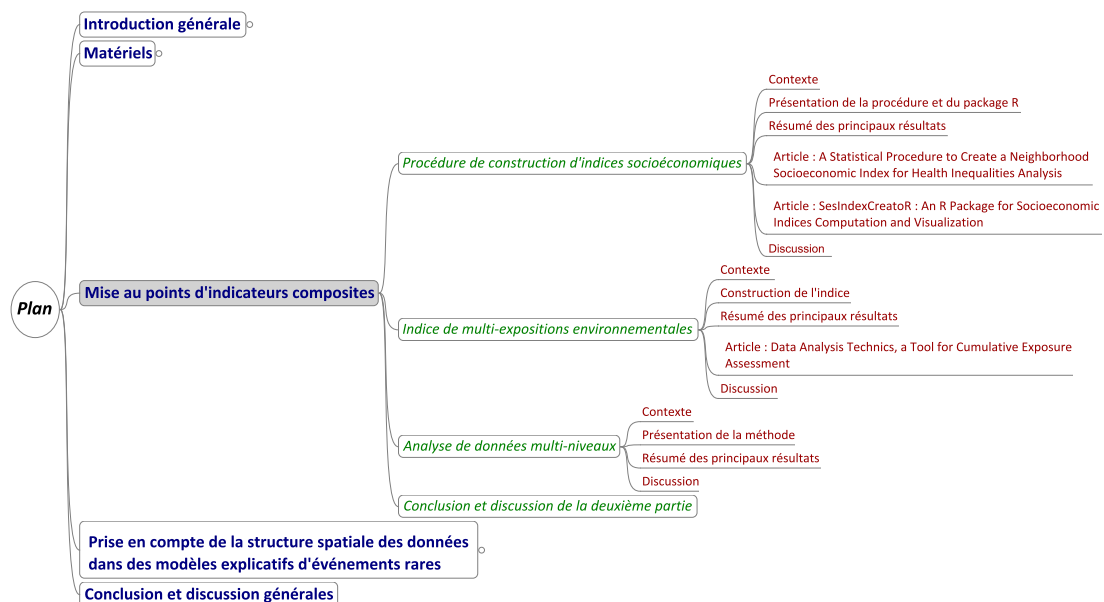 Plan
Introduction générale
Matériels
Mise au points d'indicateurs composites
Procédure de construction d'indices socioéconomiques
Contexte
Présentation de la procédure et du package R
Résumé des principaux résultats
Article : A Statistical Procedure to Create a Neighborhood
Socioeconomic Index for Health Inequalities Analysis
Article : SesIndexCreatoR : An R Package for Socioeconomic
Indices Computation and Visualization
Discussion
Indice de multi-expositions environnementales
Contexte
Construction de l'indice
Résumé des principaux résultats
Article : Data Analysis Technics, a Tool for Cumulative Exposure
Assessment
Discussion
Analyse de données multi-niveaux
Contexte
Présentation de la méthode
Résumé des principaux résultats
Discussion
Conclusion et discussion de la deuxième partie
Prise en compte de la structure spatiale des données
dans des modèles explicatifs d'événements rares
Conclusion et discussion générales